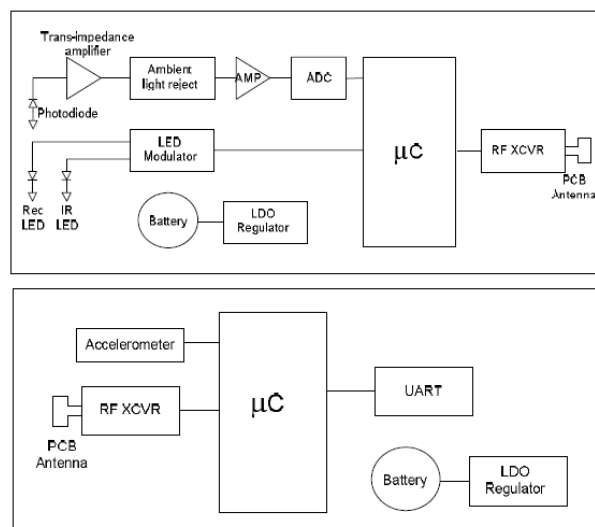 Trans-impedance
amplifier
Ambient
light reject
AMP
ADC
Photodiode
LED
Modulator
μC
RF XCVR
PCB
Antenna
Rec
LED
IR
LED
Battery
LDO
Regulator
Accelerometer
RF XCVR
μC
UART
PCB
Antenna
Battery
LDO
Regulator